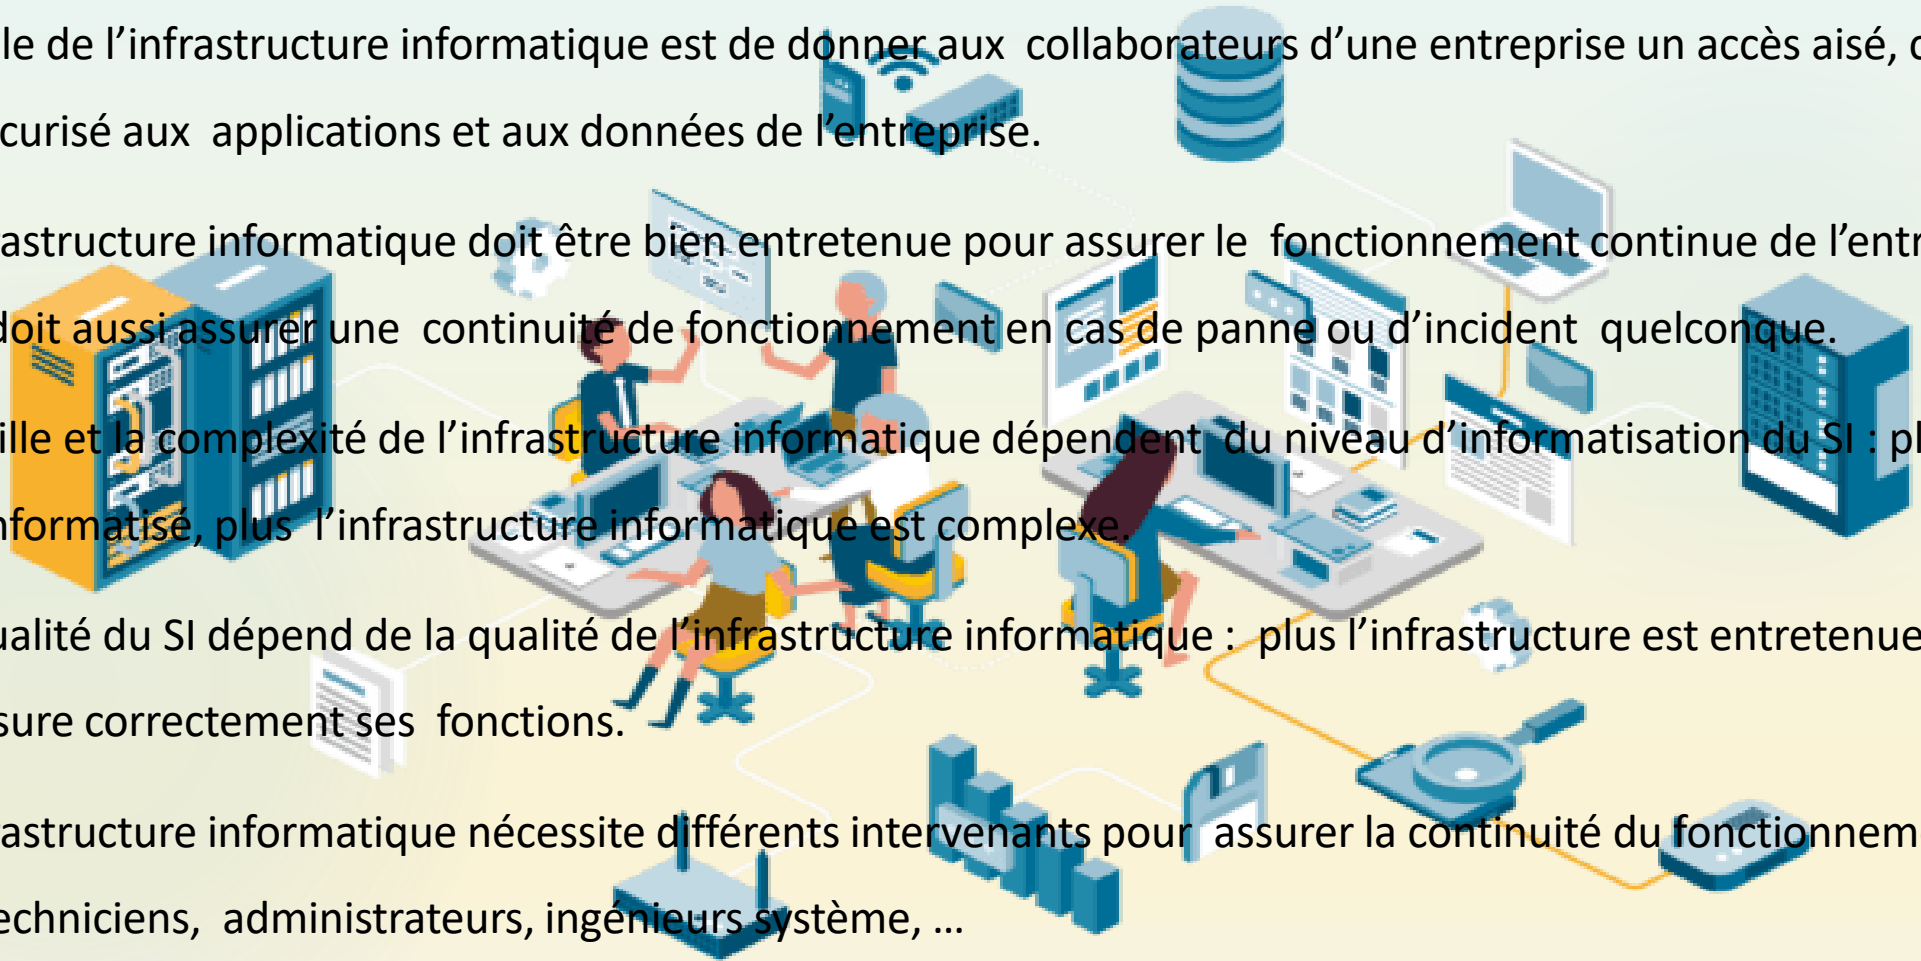 le de l’infrastructure informatique est de donner aux collaborateurs d’une entreprise un accès aisé,
curisé aux applications et aux données de l’entreprise.
astructure informatique doit être bien entretenue pour assurer le fonctionnement continue de l’entr
doit aussi assurer une continuité de fonctionnement en cas de panne ou d’incident quelconque.
ille et la complexité de l’infrastructure informatique dépendent du niveau d’informatisation du SI : pl
nformatisé, plus l’infrastructure informatique est complexe.
ualité du SI dépend de la qualité de l’infrastructure informatique : plus l’infrastructure est entretenue
sure correctement ses fonctions.
astructure informatique nécessite différents intervenants pour assurer la continuité du fonctionnem
echniciens, administrateurs, ingénieurs système, ...